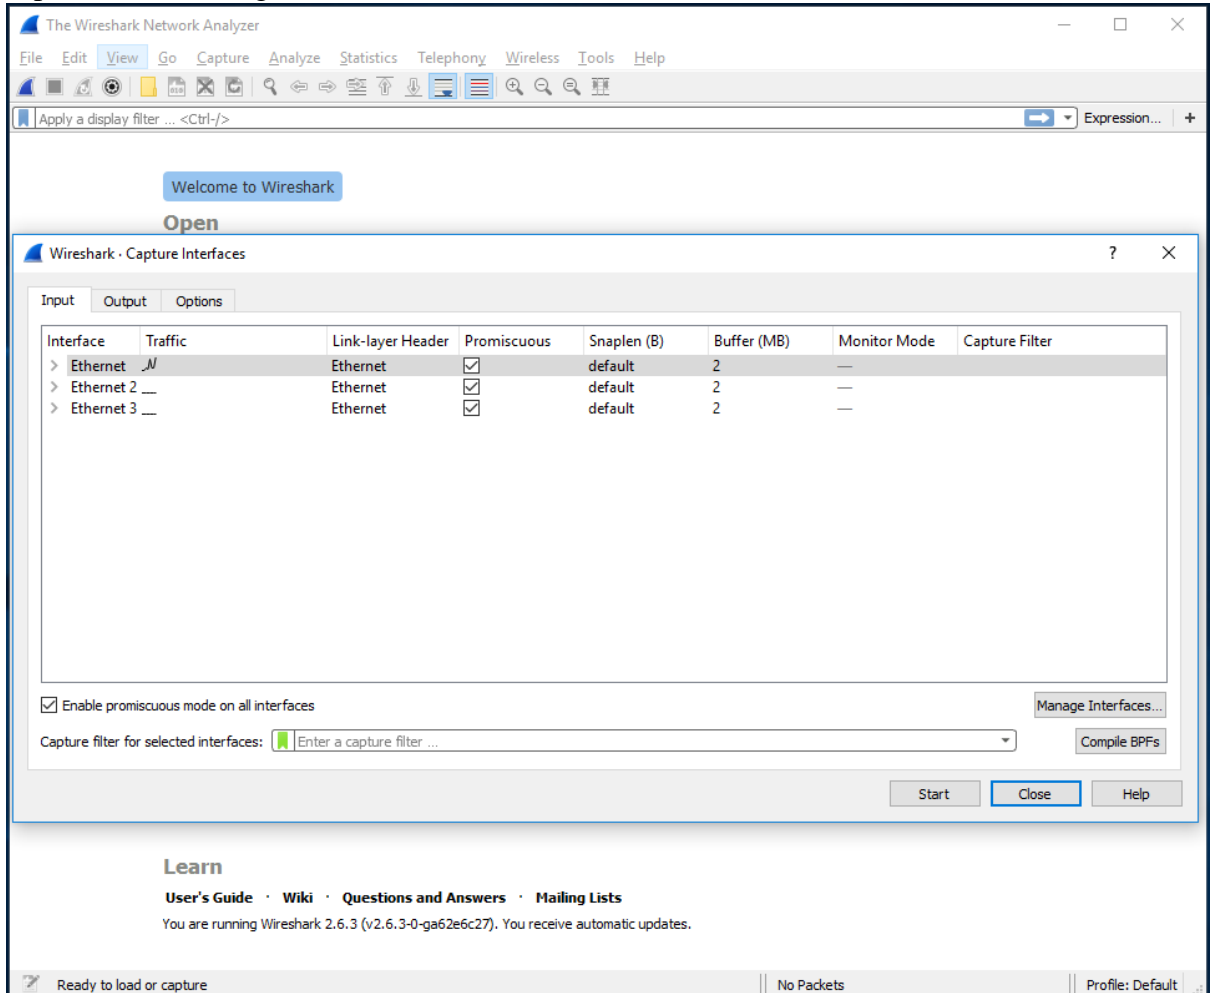 The Wireshark Network Analyzer
File Edit View Go Capture Analyze Statistics Telephony Wireless Tools Help
Apply a display filter ... <Ctrl-/> Expression... +
Welcome to Wireshark
Open
Wireshark · Capture Interfaces ?
Input Output Options
Interface Traffic Link-layer Header Promiscuous Snaplen (B) Buffer (MB) Monitor Mode Capture Filter
Ethernet Ethernet default 2 —
Ethernet 2 Ethernet default 2 —
Ethernet 3 Ethernet default 2 —
Enable promiscuous mode on all interfaces Manage Interfaces...
Capture filter for selected interfaces: Enter a capture filter ... Compile BPFs
Start Close Help
Learn
User's Guide · Wiki · Questions and Answers · Mailing Lists
You are running Wireshark 2.6.3 (v2.6.3-0-ga62e6c27). You receive automatic updates.
Ready to load or capture No Packets Profile: Default